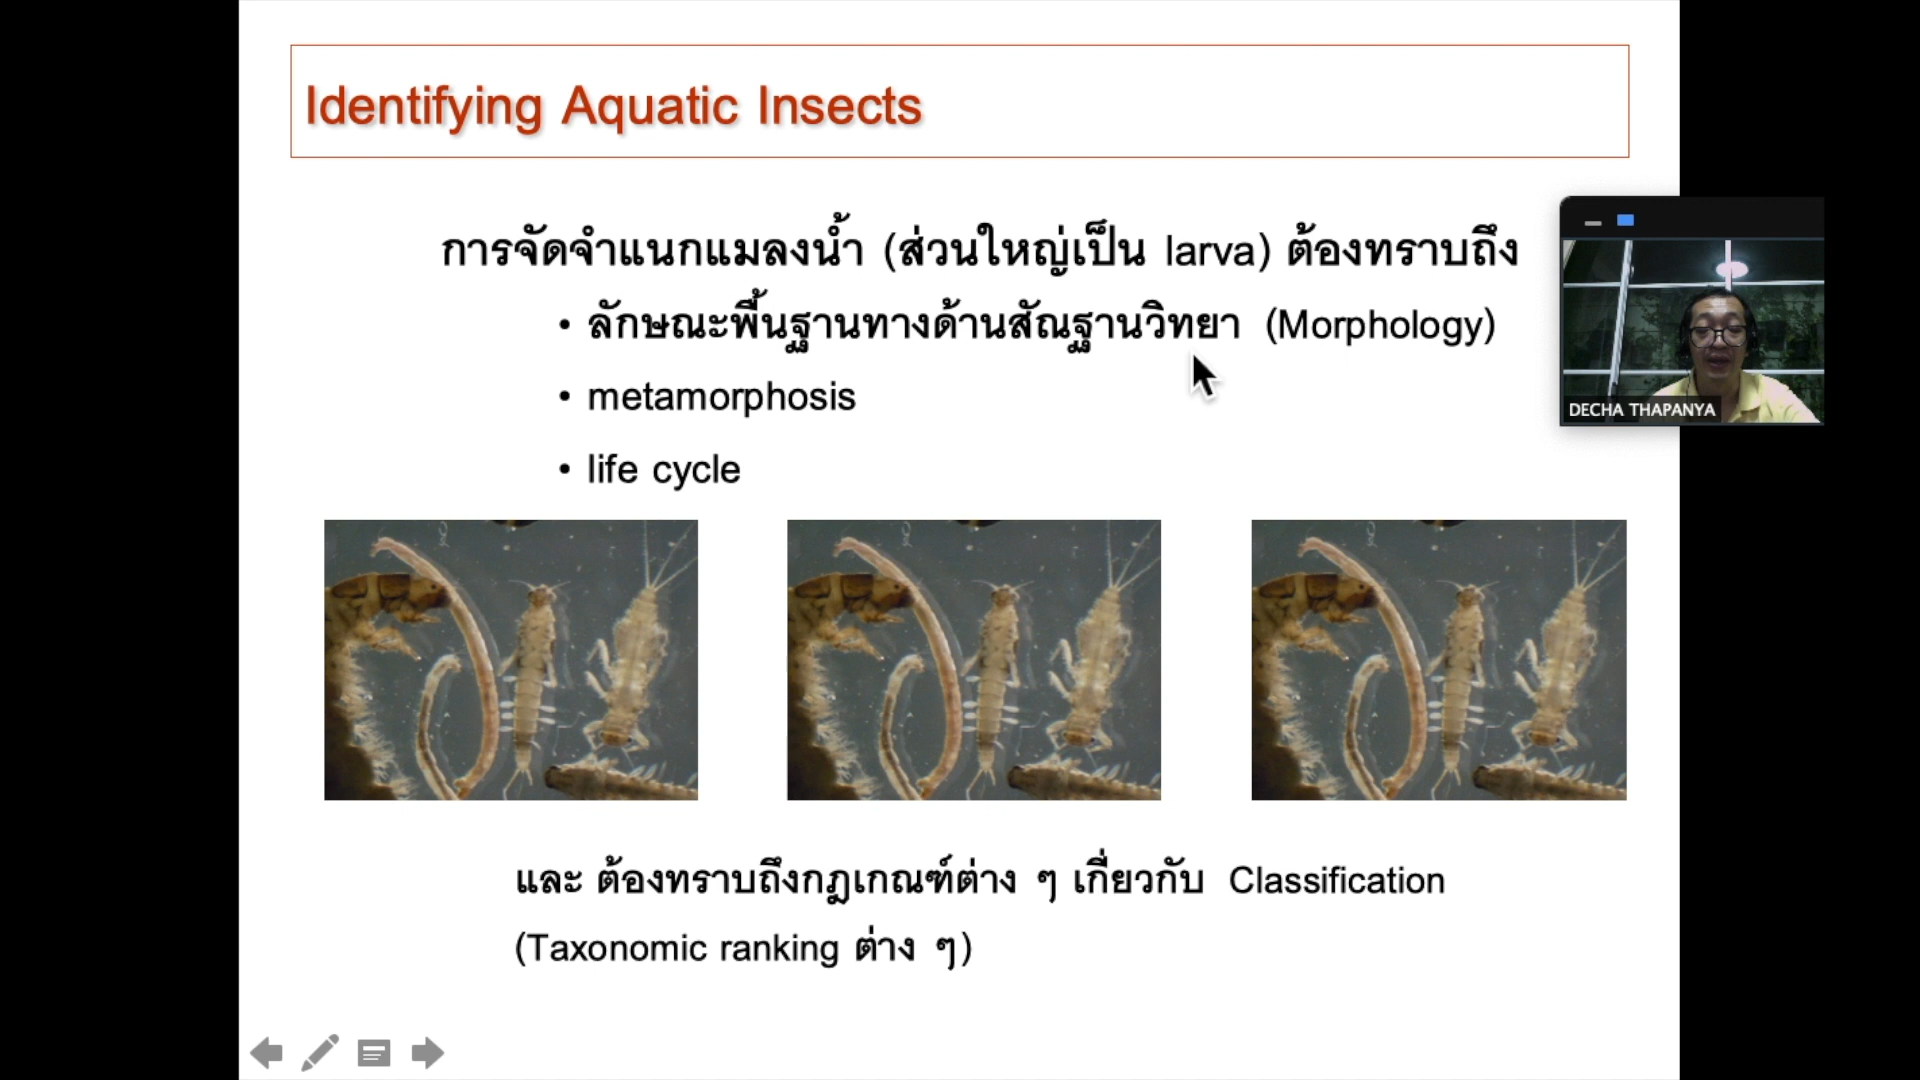 Identifying Aquatic Insects
การจัดจำแนกแมลงน้ำ (ส่วนใหญ่เป็น larva) ต้องทราบถึง
• ลักษณะพื้นฐานทางด้านสัณฐานวิทยา (Morphology)
• metamorphosis
• life cycle
DECHA THAPANYA
และ ต้องทราบถึงกฎเกณฑ์ต่าง ๆ เกี่ยวกับ Classification
(Taxonomic ranking ต่าง ๆ)